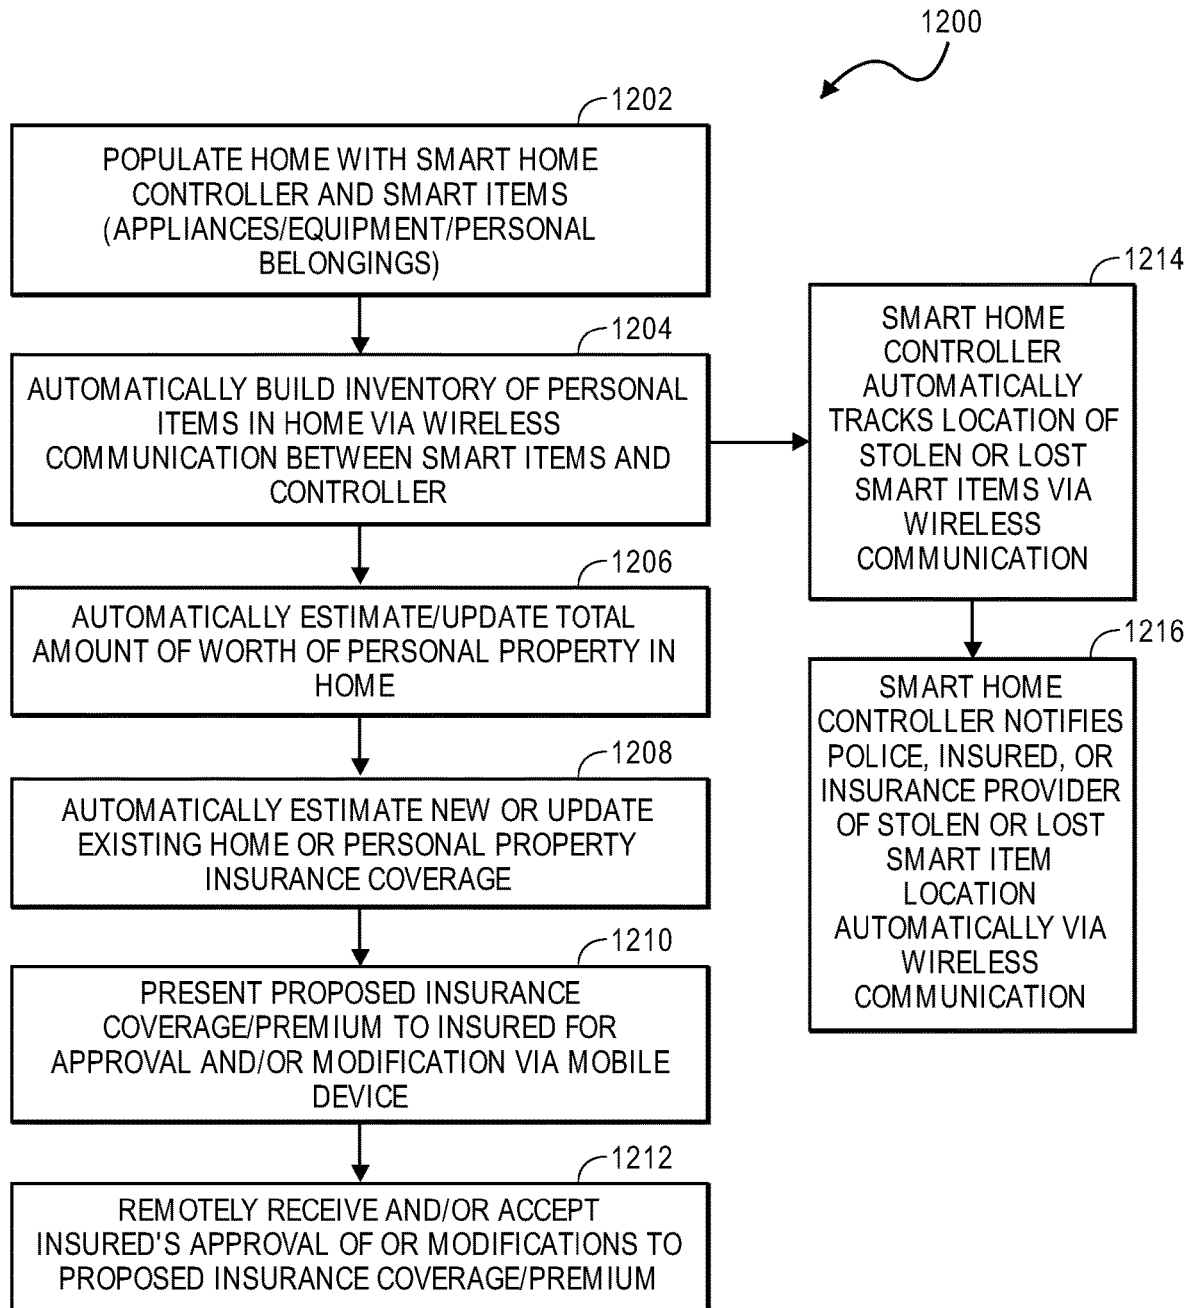 1200
1202
POPULATE HOME WITH SMART HOME
CONTROLLER AND SMART ITEMS
(APPLIANCES/EQUIPMENT/PERSONAL
BELONGINGS)
1204
AUTOMATICALLY BUILD INVENTORY OF PERSONAL
ITEMS IN HOME VIA WIRELESS
COMMUNICATION BETWEEN SMART ITEMS AND
CONTROLLER
1206
AUTOMATICALLY ESTIMATE/UPDATE TOTAL
AMOUNT OF WORTH OF PERSONAL PROPERTY IN
HOME
1208
AUTOMATICALLY ESTIMATE NEW OR UPDATE
EXISTING HOME OR PERSONAL PROPERTY
INSURANCE COVERAGE
1210
PRESENT PROPOSED INSURANCE
COVERAGE/PREMIUM TO INSURED FOR
APPROVAL AND/OR MODIFICATION VIA MOBILE
DEVICE
1212
REMOTELY RECEIVE AND/OR ACCEPT
INSURED'S APPROVAL OF OR MODIFICATIONS TO
PROPOSED INSURANCE COVERAGE/PREMIUM
1214
SMART HOME
CONTROLLER
AUTOMATICALLY
TRACKS LOCATION OF
STOLEN OR LOST
SMART ITEMS VIA
WIRELESS
COMMUNICATION
1216
SMART HOME
CONTROLLER NOTIFIES
POLICE, INSURED, OR
INSURANCE PROVIDER
OF STOLEN OR LOST
SMART ITEM
LOCATION
AUTOMATICALLY VIA
WIRELESS
COMMUNICATION